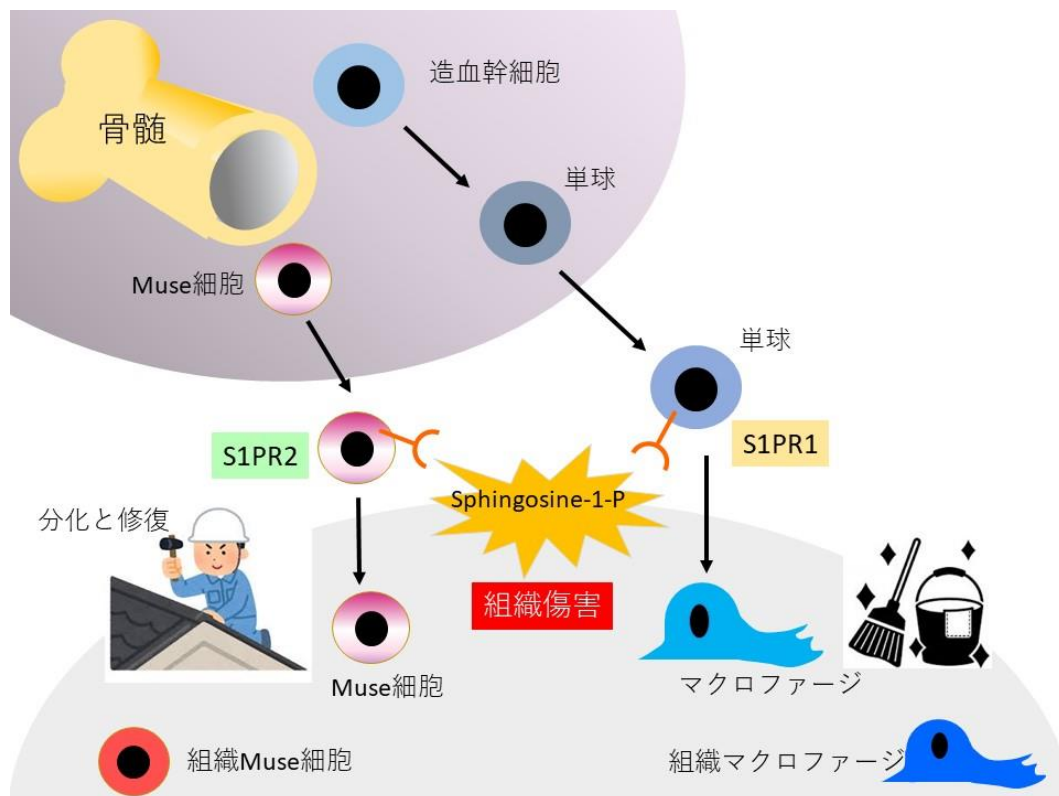 造血幹細胞
骨髄
単球
Muse細胞
単球
S1PR2
S1PR1
Sphingosine-1-P
分化と修復
組織傷害
Muse細胞
マクロファージ
組織Muse細胞
組織マクロファージ